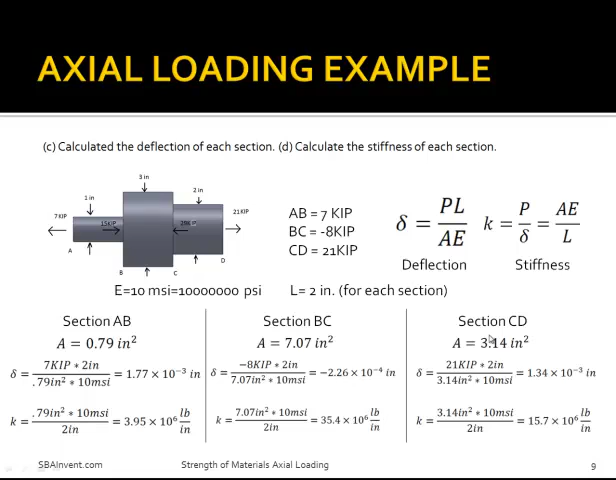 AXIAL LOADING EXAMPLE
(c) Calculated the deflection of each section. (d) Calculate the stiffness of each section.
3 in
1 in
2 in
7KIP
15KIP
21KIP
A
B
C
D
AB = 7 KIP
BC = -8KIP
CD = 21KIP
δ = PL/AE
k = P/δ = AE/L
Deflection
Stiffness
E=10 msi=10000000 psi
L= 2 in. (for each section)
Section AB
A = 0.79 in²
δ = 7KIP * 2in/.79in² * 10msi = 1.77 × 10⁻³ in
k = .79in² * 10msi/2in = 3.95 × 10⁶ lb/in
Section BC
A = 7.07 in²
δ = −8KIP * 2in/7.07in² * 10msi = −2.26 × 10⁻⁴ in
k = 7.07in² * 10msi/2in = 35.4 × 10⁶ lb/in
Section CD
A = 3.14 in²
δ = 21KIP * 2in/3.14in² * 10msi = 1.34 × 10⁻³ in
k = 3.14in² * 10msi/2in = 15.7 × 10⁶ lb/in
SBAInvent.com
Strength of Materials Axial Loading
9